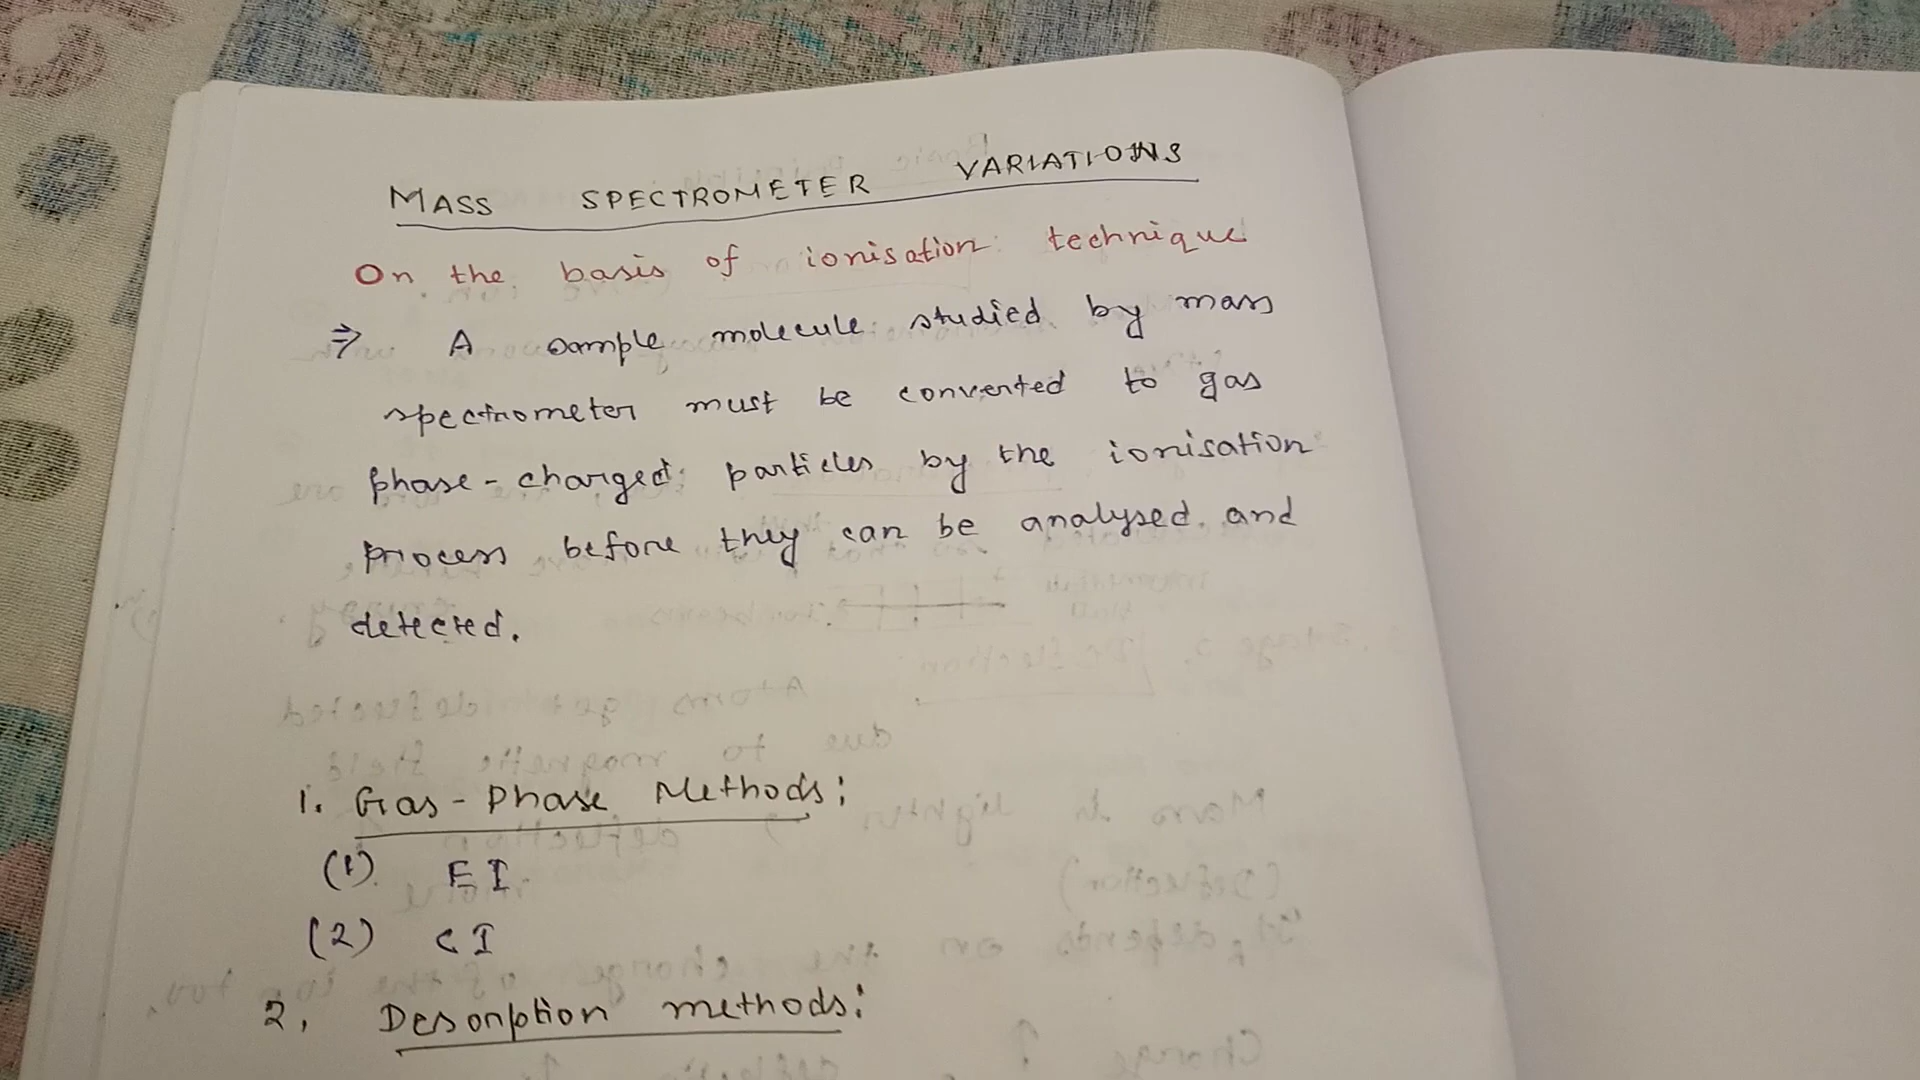 MASS SPECTROMETER VARIATIONS
On the basis of ionisation technique
⇒ A sample molecule studied by mass
spectrometer must be converted to gas
phase-charged particles by the ionisation
process before they can be analysed and
detected.
1. Gas-Phase Methods:
(1) EI
(2) CI
2. Desorption methods: